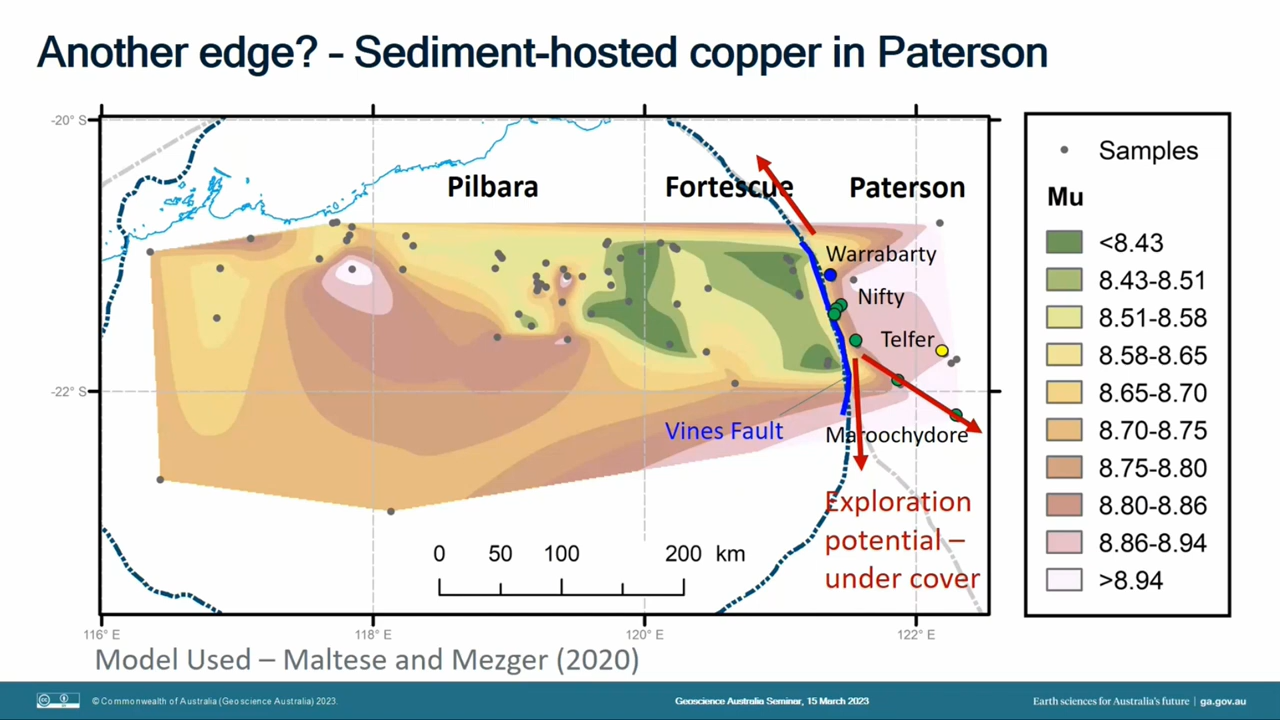 Another edge? - Sediment-hosted copper in Paterson
-20° S
-22° S
Pilbara
Fortescue
Paterson
Warrabarty
Nifty
Telfer
Vines Fault
Maroochydore
Exploration
potential –
under cover
0 50 100 200 km
116° E 118° E 120° E 122° E
Samples
Mu
<8.43
8.43-8.51
8.51-8.58
8.58-8.65
8.65-8.70
8.70-8.75
8.75-8.80
8.80-8.86
8.86-8.94
>8.94
Model Used – Maltese and Mezger (2020)
© Commonwealth of Australia (Geoscience Australia) 2023.
Geoscience Australia Seminar, 15 March 2023
Earth sciences for Australia's future | ga.gov.au